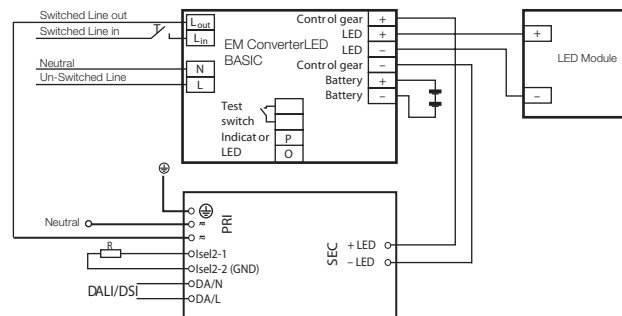 Switched Line out
Switched Line in
Neutral
Un-Switched Line
Lout
Lin
N
L
EM ConverterLED
BASIC
Test
switch
Indicator
LED
P
O
Control gear +
LED +
LED –
Control gear –
Battery +
Battery –
+
–
LED Module
Neutral
R
DALI/DSI
≂
≂
Isel2-1
Isel2-2 (GND)
DA/N
DA/L
PRI
SEC
+ LED
– LED